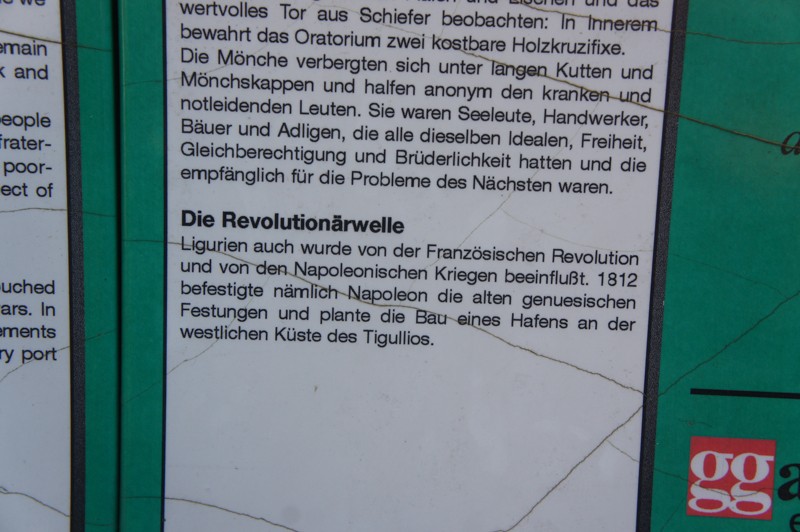 emain
k and
eople
frater-
poor-
ect of
ouched
ars. In
ements
ry port
wertvolles Tor aus Schiefer beobachten: In Innerem
bewahrt das Oratorium zwei kostbare Holzkruzifixe.
Die Mönche verbergten sich unter langen Kutten und
Mönchskappen und halfen anonym den kranken und
notleidenden Leuten. Sie waren Seeleute, Handwerker,
Bäuer und Adligen, die alle dieselben Idealen, Freiheit,
Gleichberechtigung und Brüderlichkeit hatten und die
empfänglich für die Probleme des Nächsten waren.
Die Revolutionärwelle
Ligurien auch wurde von der Französischen Revolution
und von den Napoleonischen Kriegen beeinflußt. 1812
befestigte nämlich Napoleon die alten genuesischen
Festungen und plante die Bau eines Hafens an der
westlichen Küste des Tigullios.
gg
gg